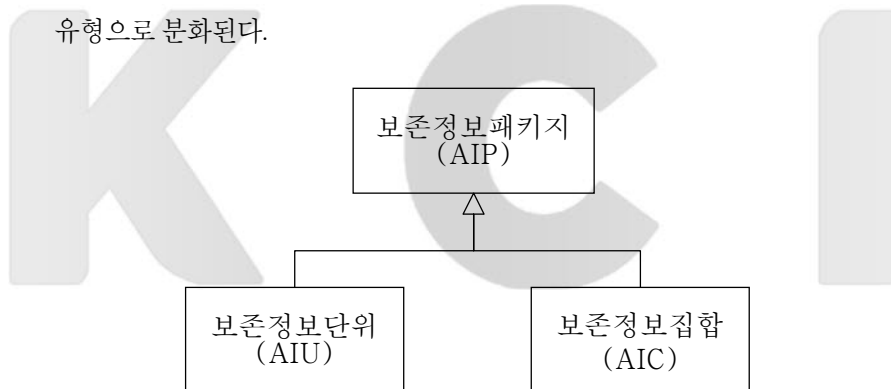 유형으로 분화된다.
보존정보패키지
(AIP)
보존정보단위
(AIU)
보존정보집합
(AIC)
KCI